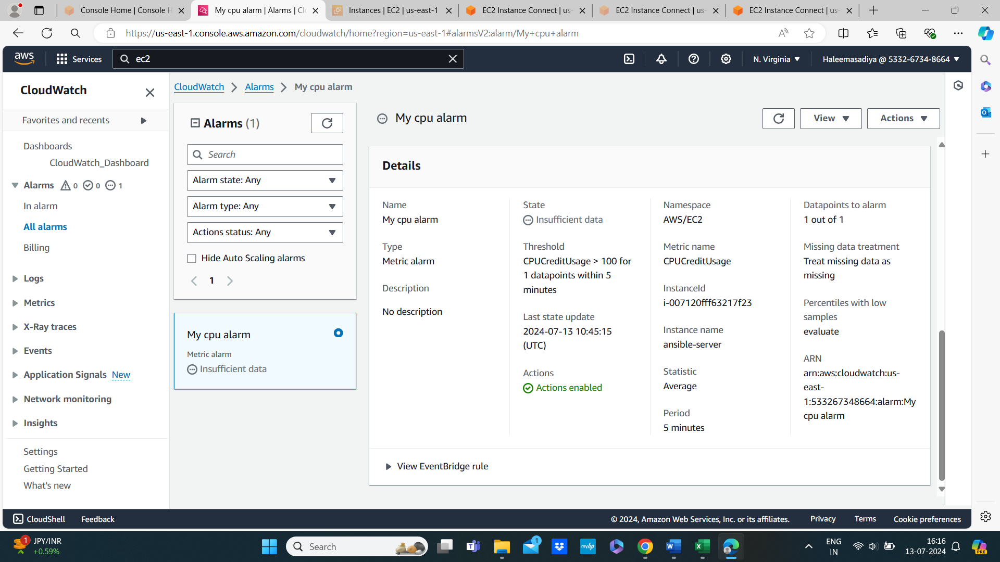 Console Home | Console H
My cpu alarm | Alarms | Clo
Instances | EC2 | us-east-1
EC2 Instance Connect | us-
EC2 Instance Connect | us-
EC2 Instance Connect | us-
https://us-east-1.console.aws.amazon.com/cloudwatch/home?region=us-east-1#alarmsV2:alarm/My+cpu+alarm
aws
Services
ec2
N. Virginia
Haleemasadiya @ 5332-6734-8664
CloudWatch
Favorites and recents
Dashboards
CloudWatch_Dashboard
Alarms 0 0 1
In alarm
All alarms
Billing
Logs
Metrics
X-Ray traces
Events
Application Signals New
Network monitoring
Insights
Settings
Getting Started
What's new
CloudWatch > Alarms > My cpu alarm
Alarms (1)
Search
Alarm state: Any
Alarm type: Any
Actions status: Any
Hide Auto Scaling alarms
1
My cpu alarm
Metric alarm
Insufficient data
My cpu alarm
View
Actions
Details
Name
My cpu alarm
Type
Metric alarm
Description
No description
State
Insufficient data
Threshold
CPUCreditUsage > 100 for
1 datapoints within 5
minutes
Last state update
2024-07-13 10:45:15
(UTC)
Actions
Actions enabled
Namespace
AWS/EC2
Metric name
CPUCreditUsage
InstanceId
i-007120fff63217f23
Instance name
ansible-server
Statistic
Average
Period
5 minutes
Datapoints to alarm
1 out of 1
Missing data treatment
Treat missing data as
missing
Percentiles with low
samples
evaluate
ARN
arn:aws:cloudwatch:us-
east-
1:533267348664:alarm:My
cpu alarm
View EventBridge rule
CloudShell
Feedback
© 2024, Amazon Web Services, Inc. or its affiliates.
Privacy
Terms
Cookie preferences
1
JPY/INR
+0.59%
Search
1
myhp
ENG
IN
16:16
13-07-2024
PRE